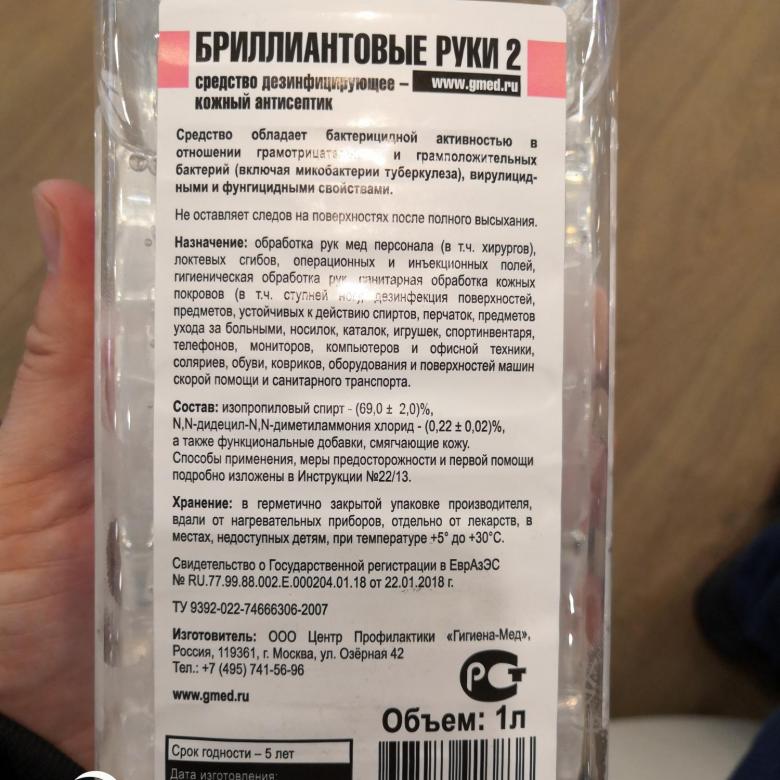 БРИЛЛИАНТОВЫЕ РУКИ 2
средство дезинфицирующее – www.gmed.ru
кожный антисептик
Средство обладает бактерицидной активностью в
отношении и грамположительных
бактерий (включая микобактерии туберкулеза), вирулицид-
ными и фунгицидными свойствами.
Не оставляет следов на поверхностях после полного высыхания.
Назначение: обработка рук мед персонала (в т.ч. хирургов),
локтевых сгибов, операционных и инъекционных полей,
гигиеническая обработка рук, санитарная обработка кожных
покровов (в т.ч. ступней ног), дезинфекция поверхностей,
предметов, устойчивых к действию спиртов, перчаток, предметов
ухода за больными, носилок, каталок, игрушек, спортинвентаря,
телефонов, мониторов, компьютеров и офисной техники,
соляриев, обуви, ковриков, оборудования и поверхностей машин
скорой помощи и санитарного транспорта.
Состав: изопропиловый спирт - (69,0 ± 2,0)%,
N,N-дидецил-N,N-диметиламмония хлорид - (0,22 ± 0,02)%,
а также функциональные добавки, смягчающие кожу.
Способы применения, меры предосторожности и первой помощи
подробно изложены в Инструкции №22/13.
Хранение: в герметично закрытой упаковке производителя,
вдали от нагревательных приборов, отдельно от лекарств, в
местах, недоступных детям, при температуре +5° до +30°С.
Свидетельство о Государственной регистрации в ЕврАзЭС
№ RU.77.99.88.002.Е.000204.01.18 от 22.01.2018 г.
ТУ 9392-022-74666306-2007
Изготовитель: ООО Центр Профилактики «Гигиена-Мед»,
Россия, 119361, г. Москва, ул. Озёрная 42
Тел.: +7 (495) 741-56-96
www.gmed.ru
РСТ
Объем: 1л
Срок годности – 5 лет
Дата изготовления: